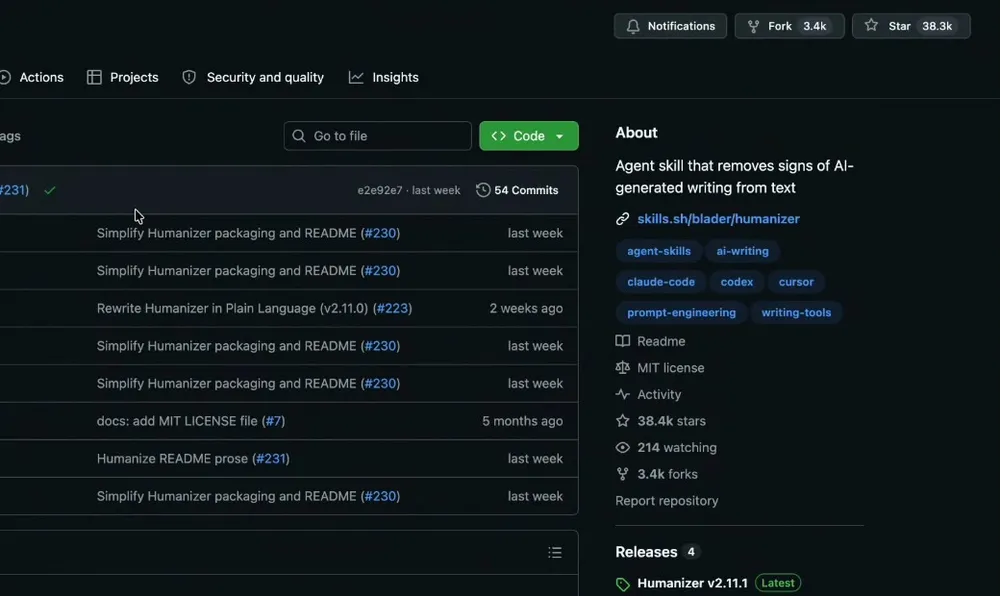 Notifications
Fork 3.4k
Star 38.3k
Actions
Projects
Security and quality
Insights
ags
Go to file
Code
#231)
e2e92e7 · last week
54 Commits
Simplify Humanizer packaging and README (#230) last week
Simplify Humanizer packaging and README (#230) last week
Rewrite Humanizer in Plain Language (v2.11.0) (#223) 2 weeks ago
Simplify Humanizer packaging and README (#230) last week
Simplify Humanizer packaging and README (#230) last week
docs: add MIT LICENSE file (#7) 5 months ago
Humanize README prose (#231) last week
Simplify Humanizer packaging and README (#230) last week
About
Agent skill that removes signs of AI-
generated writing from text
skills.sh/blader/humanizer
agent-skills ai-writing
claude-code codex cursor
prompt-engineering writing-tools
Readme
MIT license
Activity
38.4k stars
214 watching
3.4k forks
Report repository
Releases 4
Humanizer v2.11.1 Latest